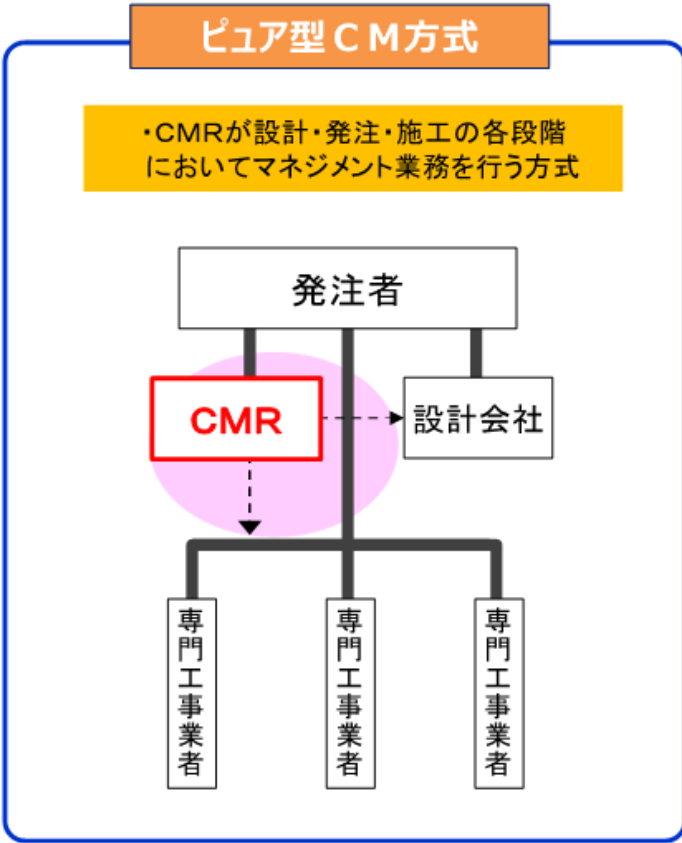 ピュア型ＣＭ方式
・ＣＭＲが設計・発注・施工の各段階
においてマネジメント業務を行う方式
発注者
ＣＭＲ
設計会社
専門工事業者
専門工事業者
専門工事業者